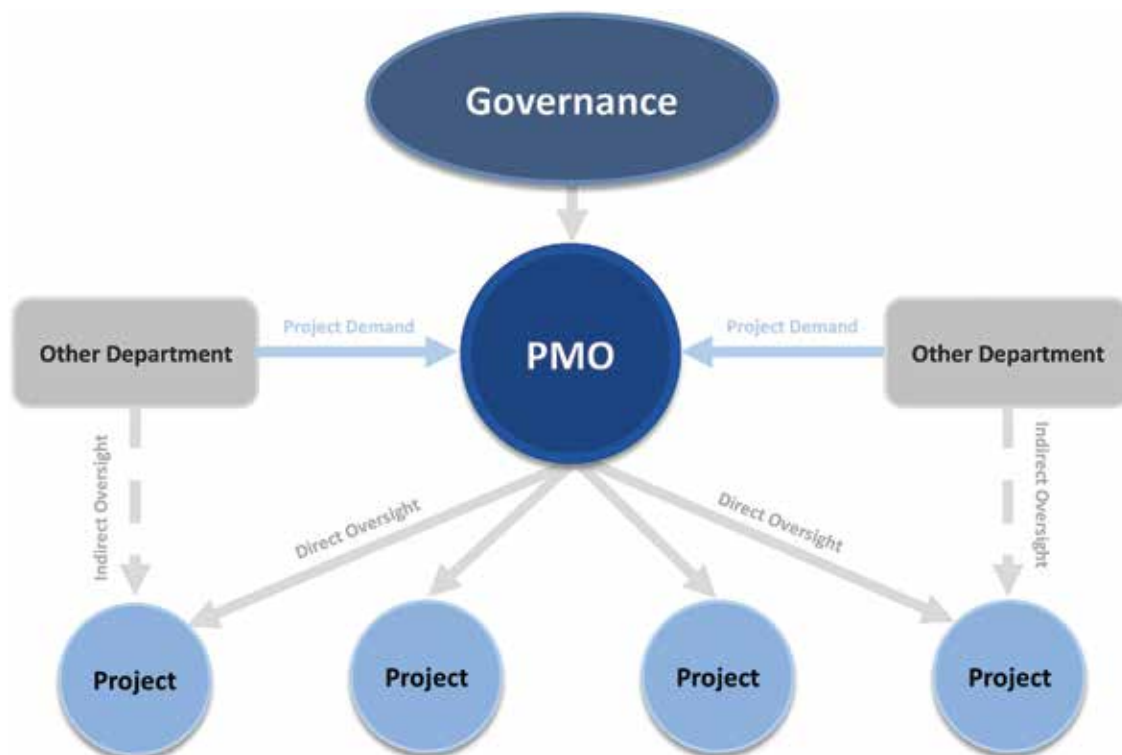 Governance
Project Demand
Project Demand
Other Department
PMO
Other Department
Indirect Oversight
Direct Oversight
Direct Oversight
Indirect Oversight
Project
Project
Project
Project